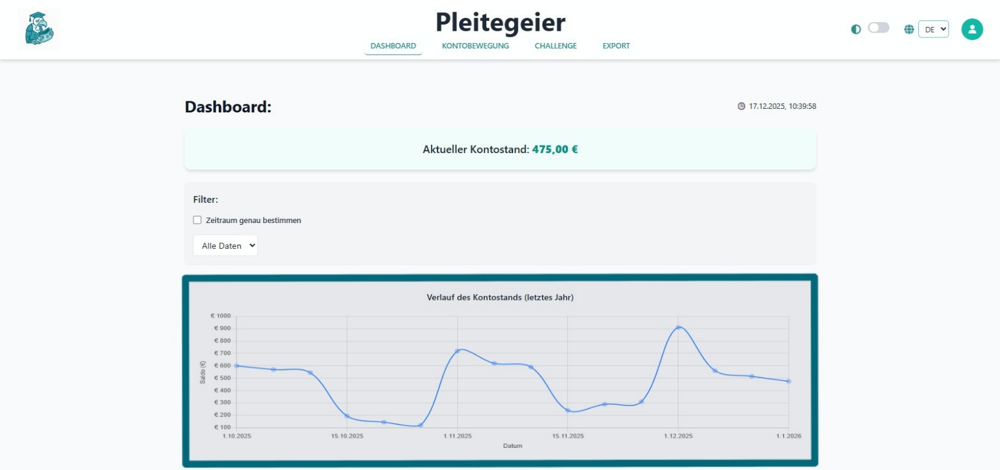 Pleitegeier
DASHBOARD KONTOBEWEGUNG CHALLENGE EXPORT
DE
Dashboard:
17.12.2025, 10:39:58
Aktueller Kontostand: 475,00 €
Filter:
Zeitraum genau bestimmen
Alle Daten
Verlauf des Kontostands (letztes Jahr)
Saldo (€)
€ 1000
€ 900
€ 800
€ 700
€ 600
€ 500
€ 400
€ 300
€ 200
€ 100
1.10.2025 15.10.2025 1.11.2025 15.11.2025 1.12.2025 1.1.2026
Datum